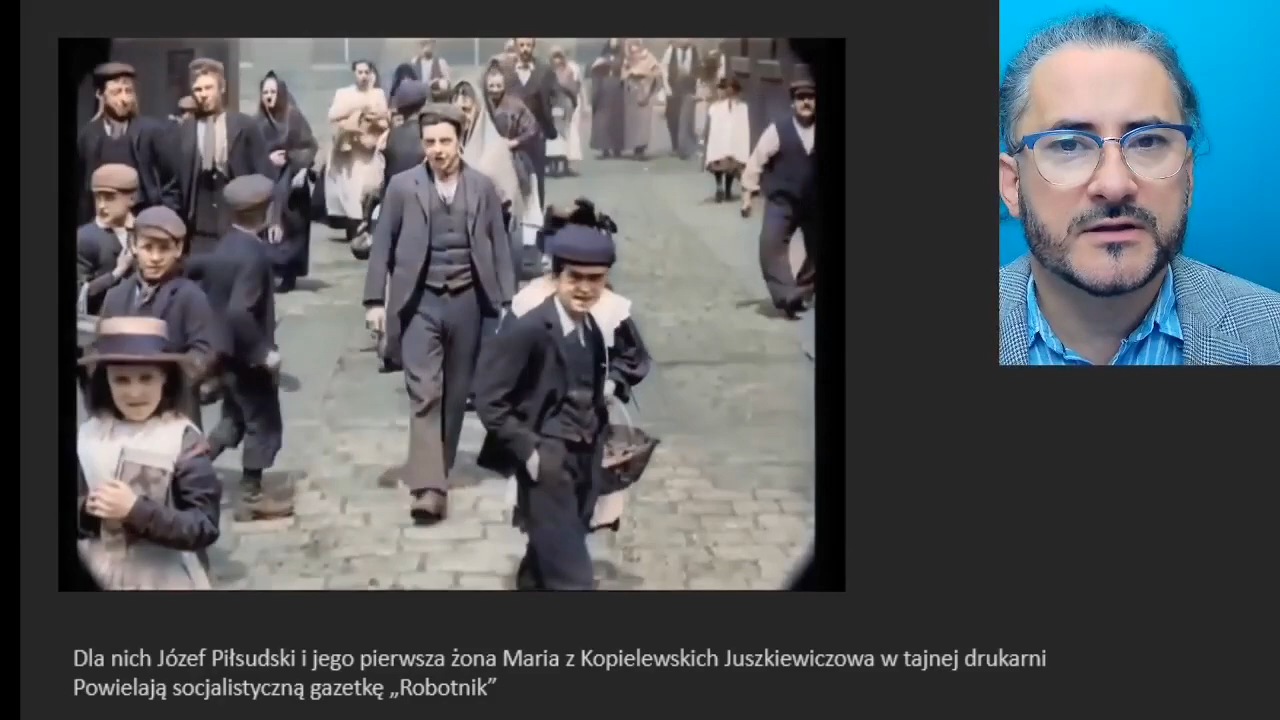 Dla nich Józef Piłsudski i jego pierwsza żona Maria z Kopielewskich Juszkiewiczowa w tajnej drukarni
Powielają socjalistyczną gazetkę „Robotnik”